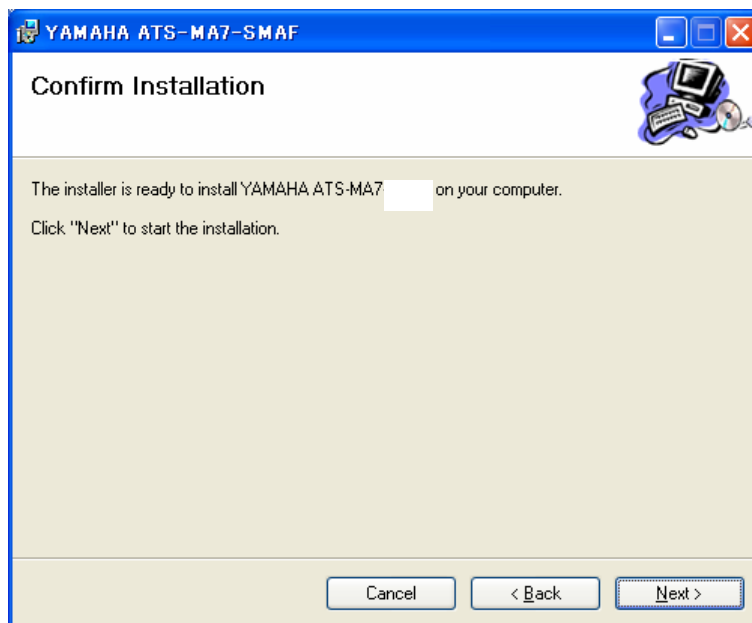 YAMAHA ATS-MA7-SMAF
Confirm Installation
The installer is ready to install YAMAHA ATS-MA7 on your computer.
Click "Next" to start the installation.
Cancel
< Back
Next >